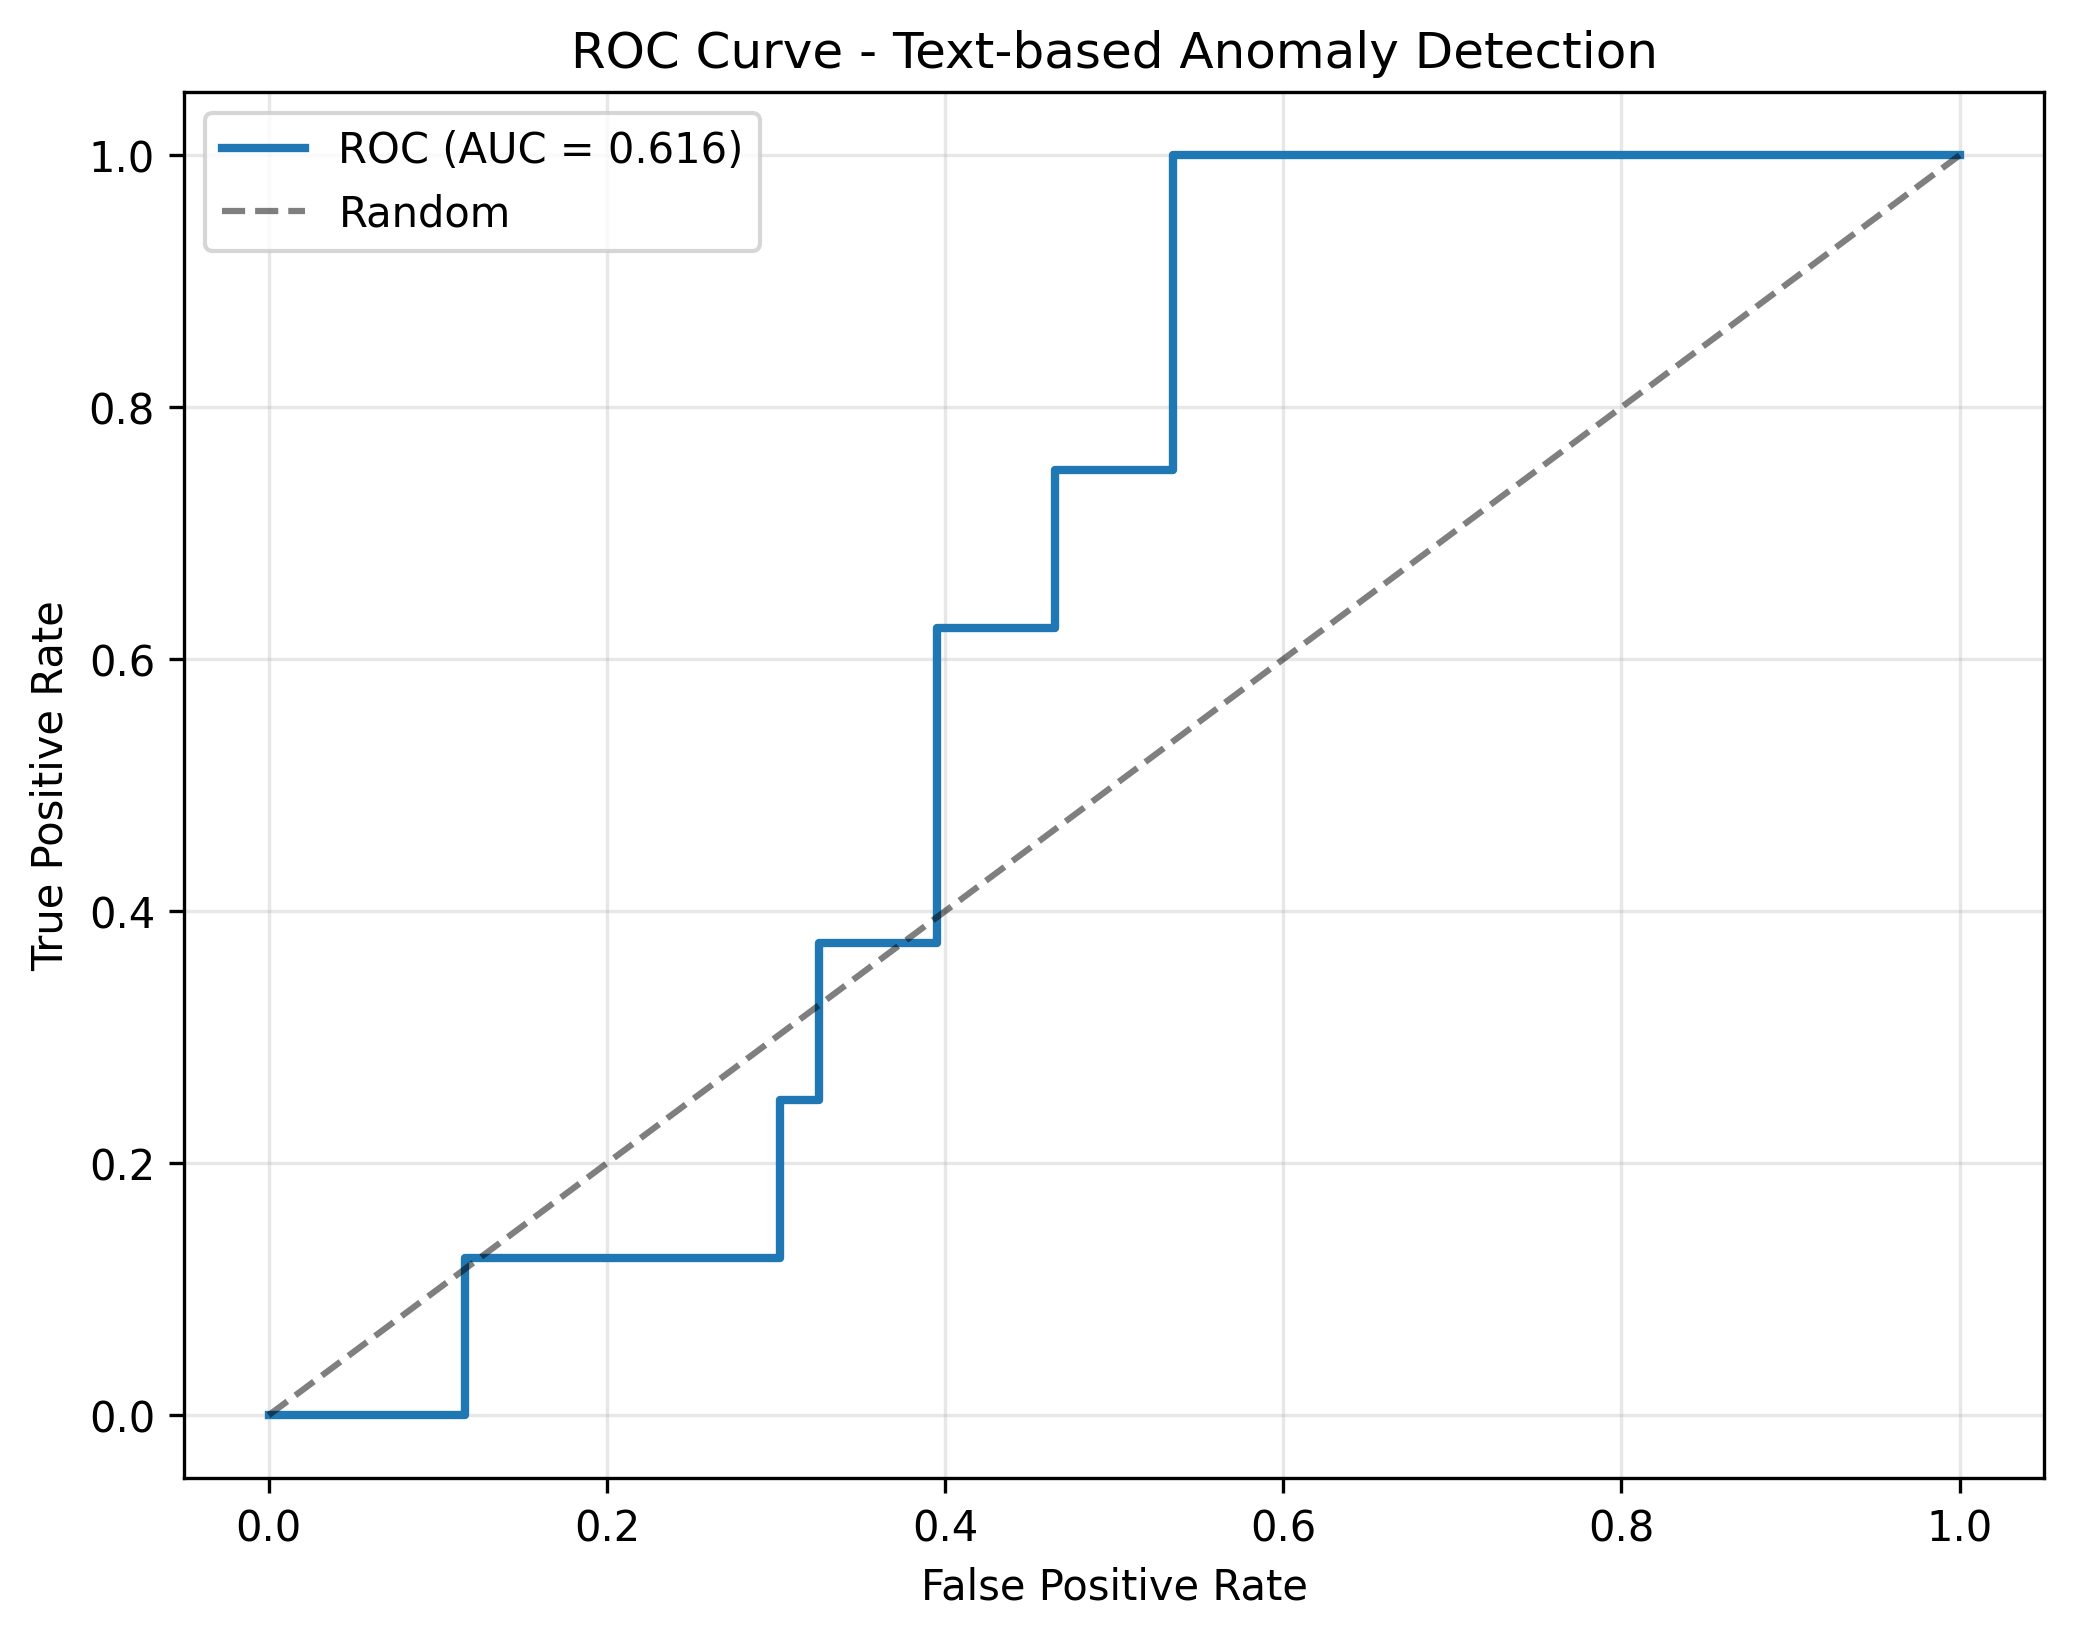 ROC Curve - Text-based Anomaly Detection
ROC (AUC = 0.616)
Random
1.0
0.8
0.6
0.4
0.2
0.0
True Positive Rate
0.0 0.2 0.4 0.6 0.8 1.0
False Positive Rate